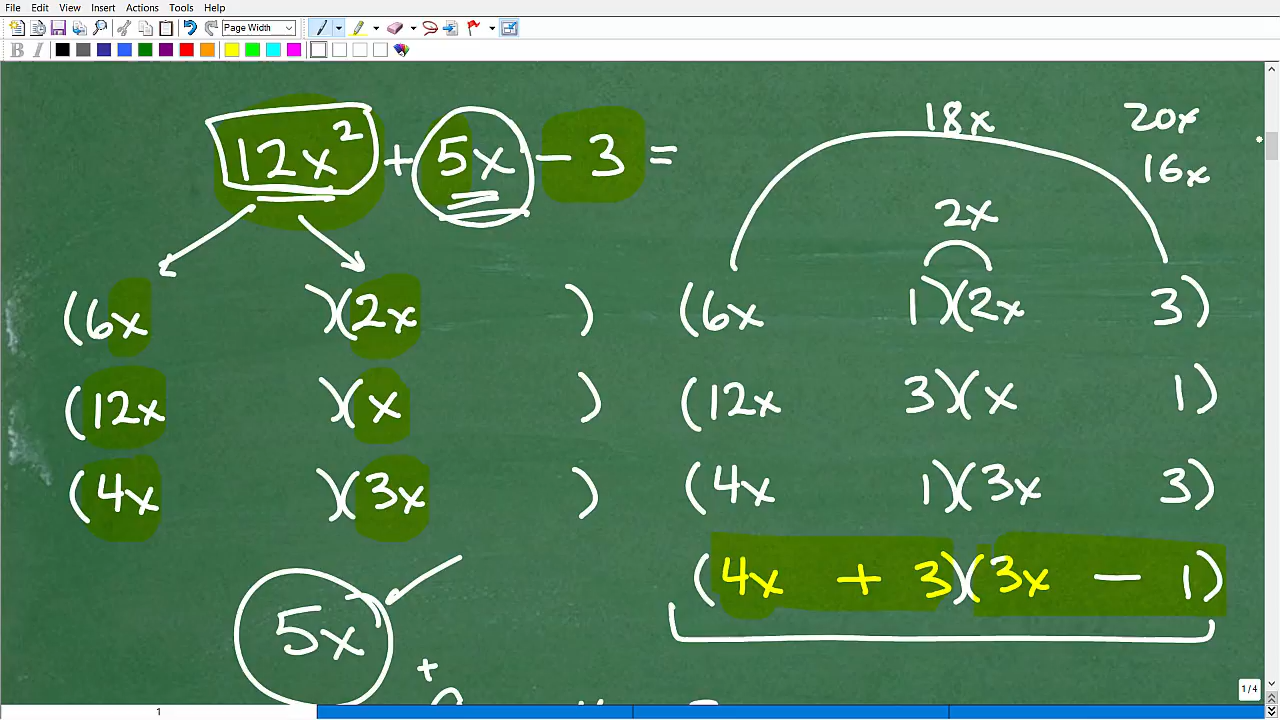 File Edit View Insert Actions Tools Help
Page Width
B I
12x² + 5x - 3 =
18x
20x
16x
2x
(6x )(2x )
(12x )(x )
(4x )(3x )
(6x 1)(2x 3)
(12x 3)(x 1)
(4x 1)(3x 3)
(4x + 3)(3x - 1)
5x
+
1/4
1